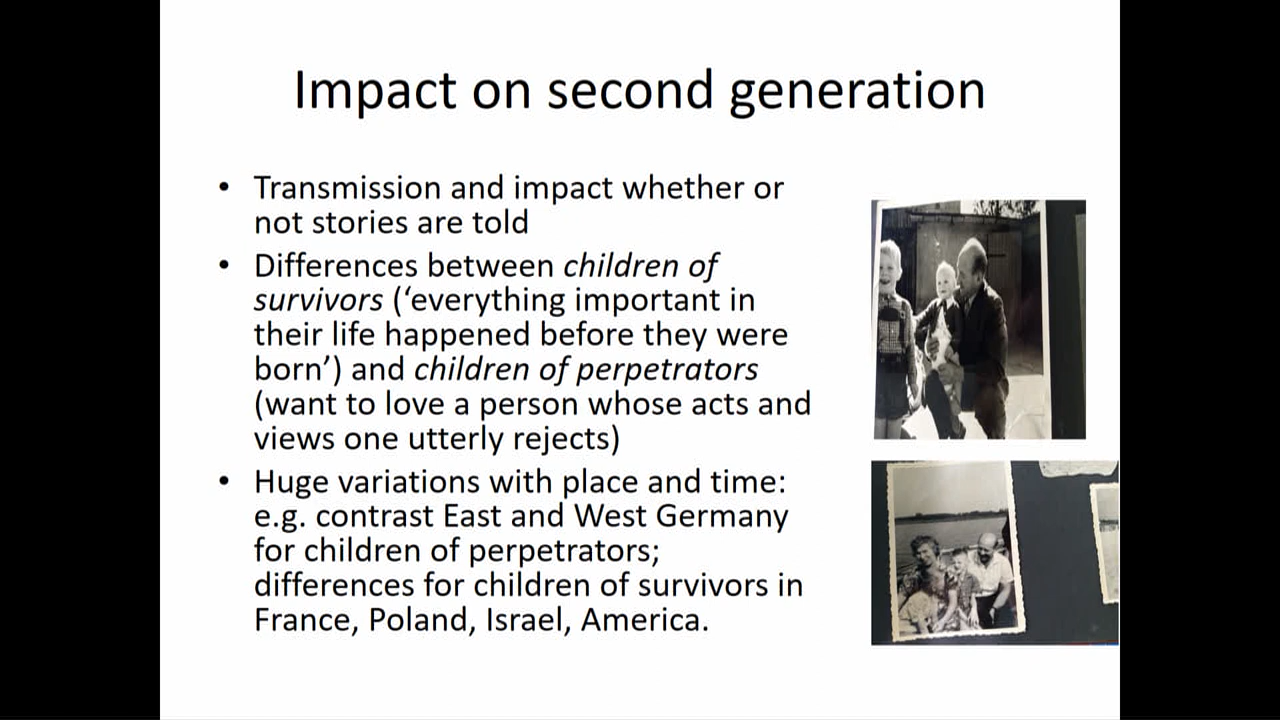 Impact on second generation
• Transmission and impact whether or
not stories are told
• Differences between children of
survivors (‘everything important in
their life happened before they were
born’) and children of perpetrators
(want to love a person whose acts and
views one utterly rejects)
• Huge variations with place and time:
e.g. contrast East and West Germany
for children of perpetrators;
differences for children of survivors in
France, Poland, Israel, America.